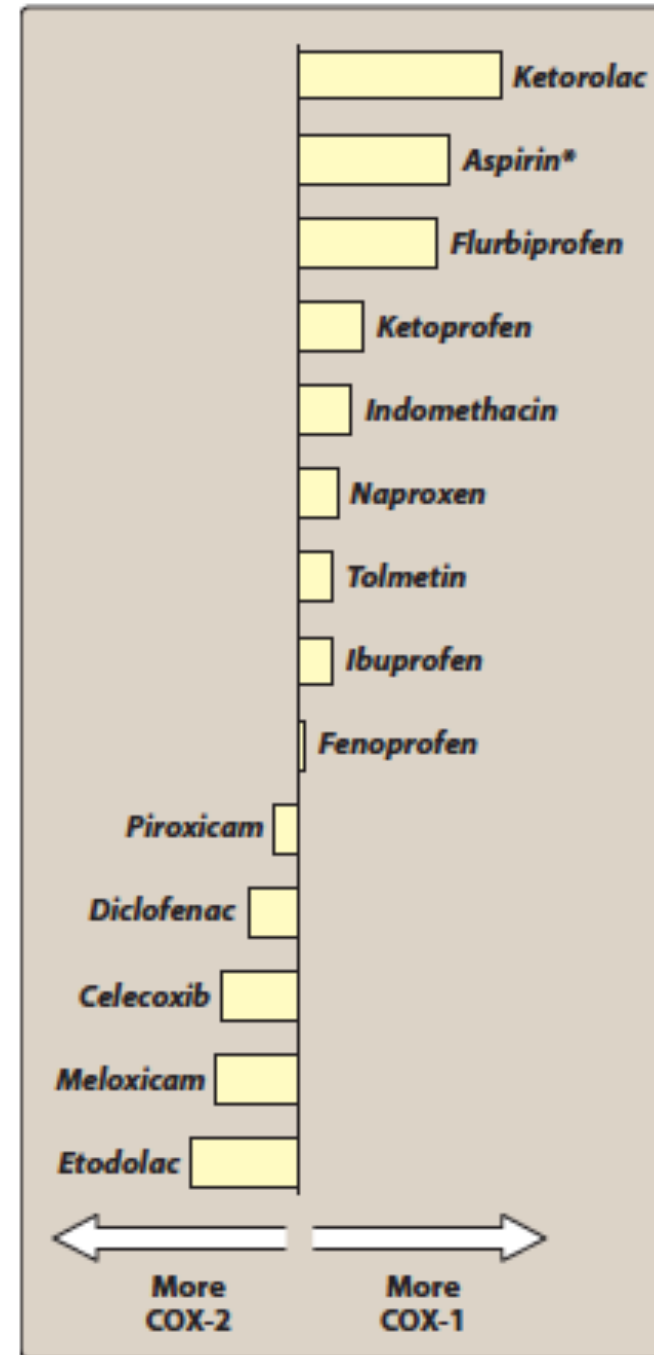 Ketorolac
Aspirin*
Flurbiprofen
Ketoprofen
Indomethacin
Naproxen
Tolmetin
Ibuprofen
Fenoprofen
Piroxicam
Diclofenac
Celecoxib
Meloxicam
Etodolac
More
COX-2
More
COX-1